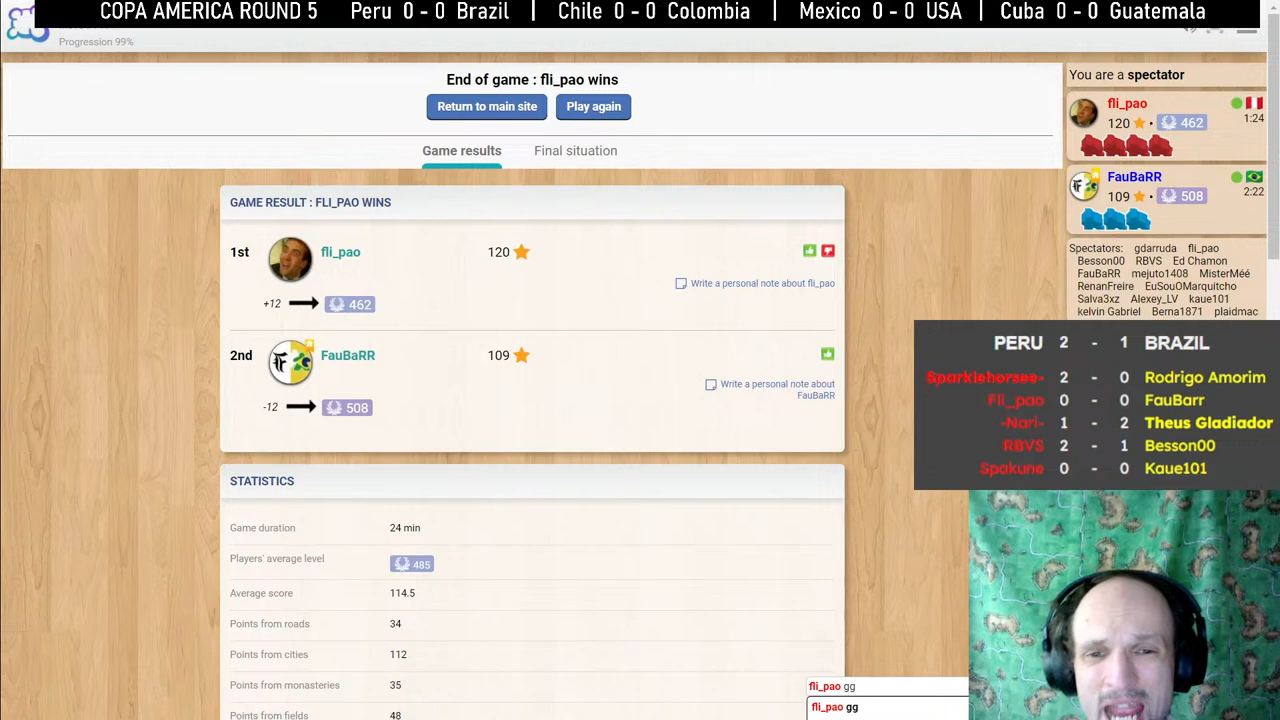 COPA AMERICA ROUND 5 Peru 0 - 0 Brazil | Chile 0 - 0 Colombia | Mexico 0 - 0 USA | Cuba 0 - 0 Guatemala
Progression 99%
End of game : fli_pao wins
Return to main site Play again
Game results Final situation
GAME RESULT : FLI_PAO WINS
1st fli_pao 120
Write a personal note about fli_pao
+12 462
2nd FauBaRR 109
Write a personal note about
FauBaRR
-12 508
STATISTICS
Game duration 24 min
Players' average level 485
Average score 114.5
Points from roads 34
Points from cities 112
Points from monasteries 35
Points from fields 48
You are a spectator
fli_pao
120 • 462 1:24
FauBaRR
109 • 508 2:22
Spectators: gdarruda fli_pao
Besson00 RBVS Ed Chamon
FauBaRR mejuto1408 MisterMéé
RenanFreire EuSouOMarquitcho
Salva3xz Alexey_LV kaue101
kelvin Gabriel Berna1871 plaidmac
PERU 2 - 1 BRAZIL
Sparklehorsee- 2 - 0 Rodrigo Amorim
Fli_pao 0 - 0 FauBarr
-Nari- 1 - 2 Theus Gladiador
RBVS 2 - 1 Besson00
Spokune 0 - 0 Kaue101
fli_pao gg
fli_pao gg